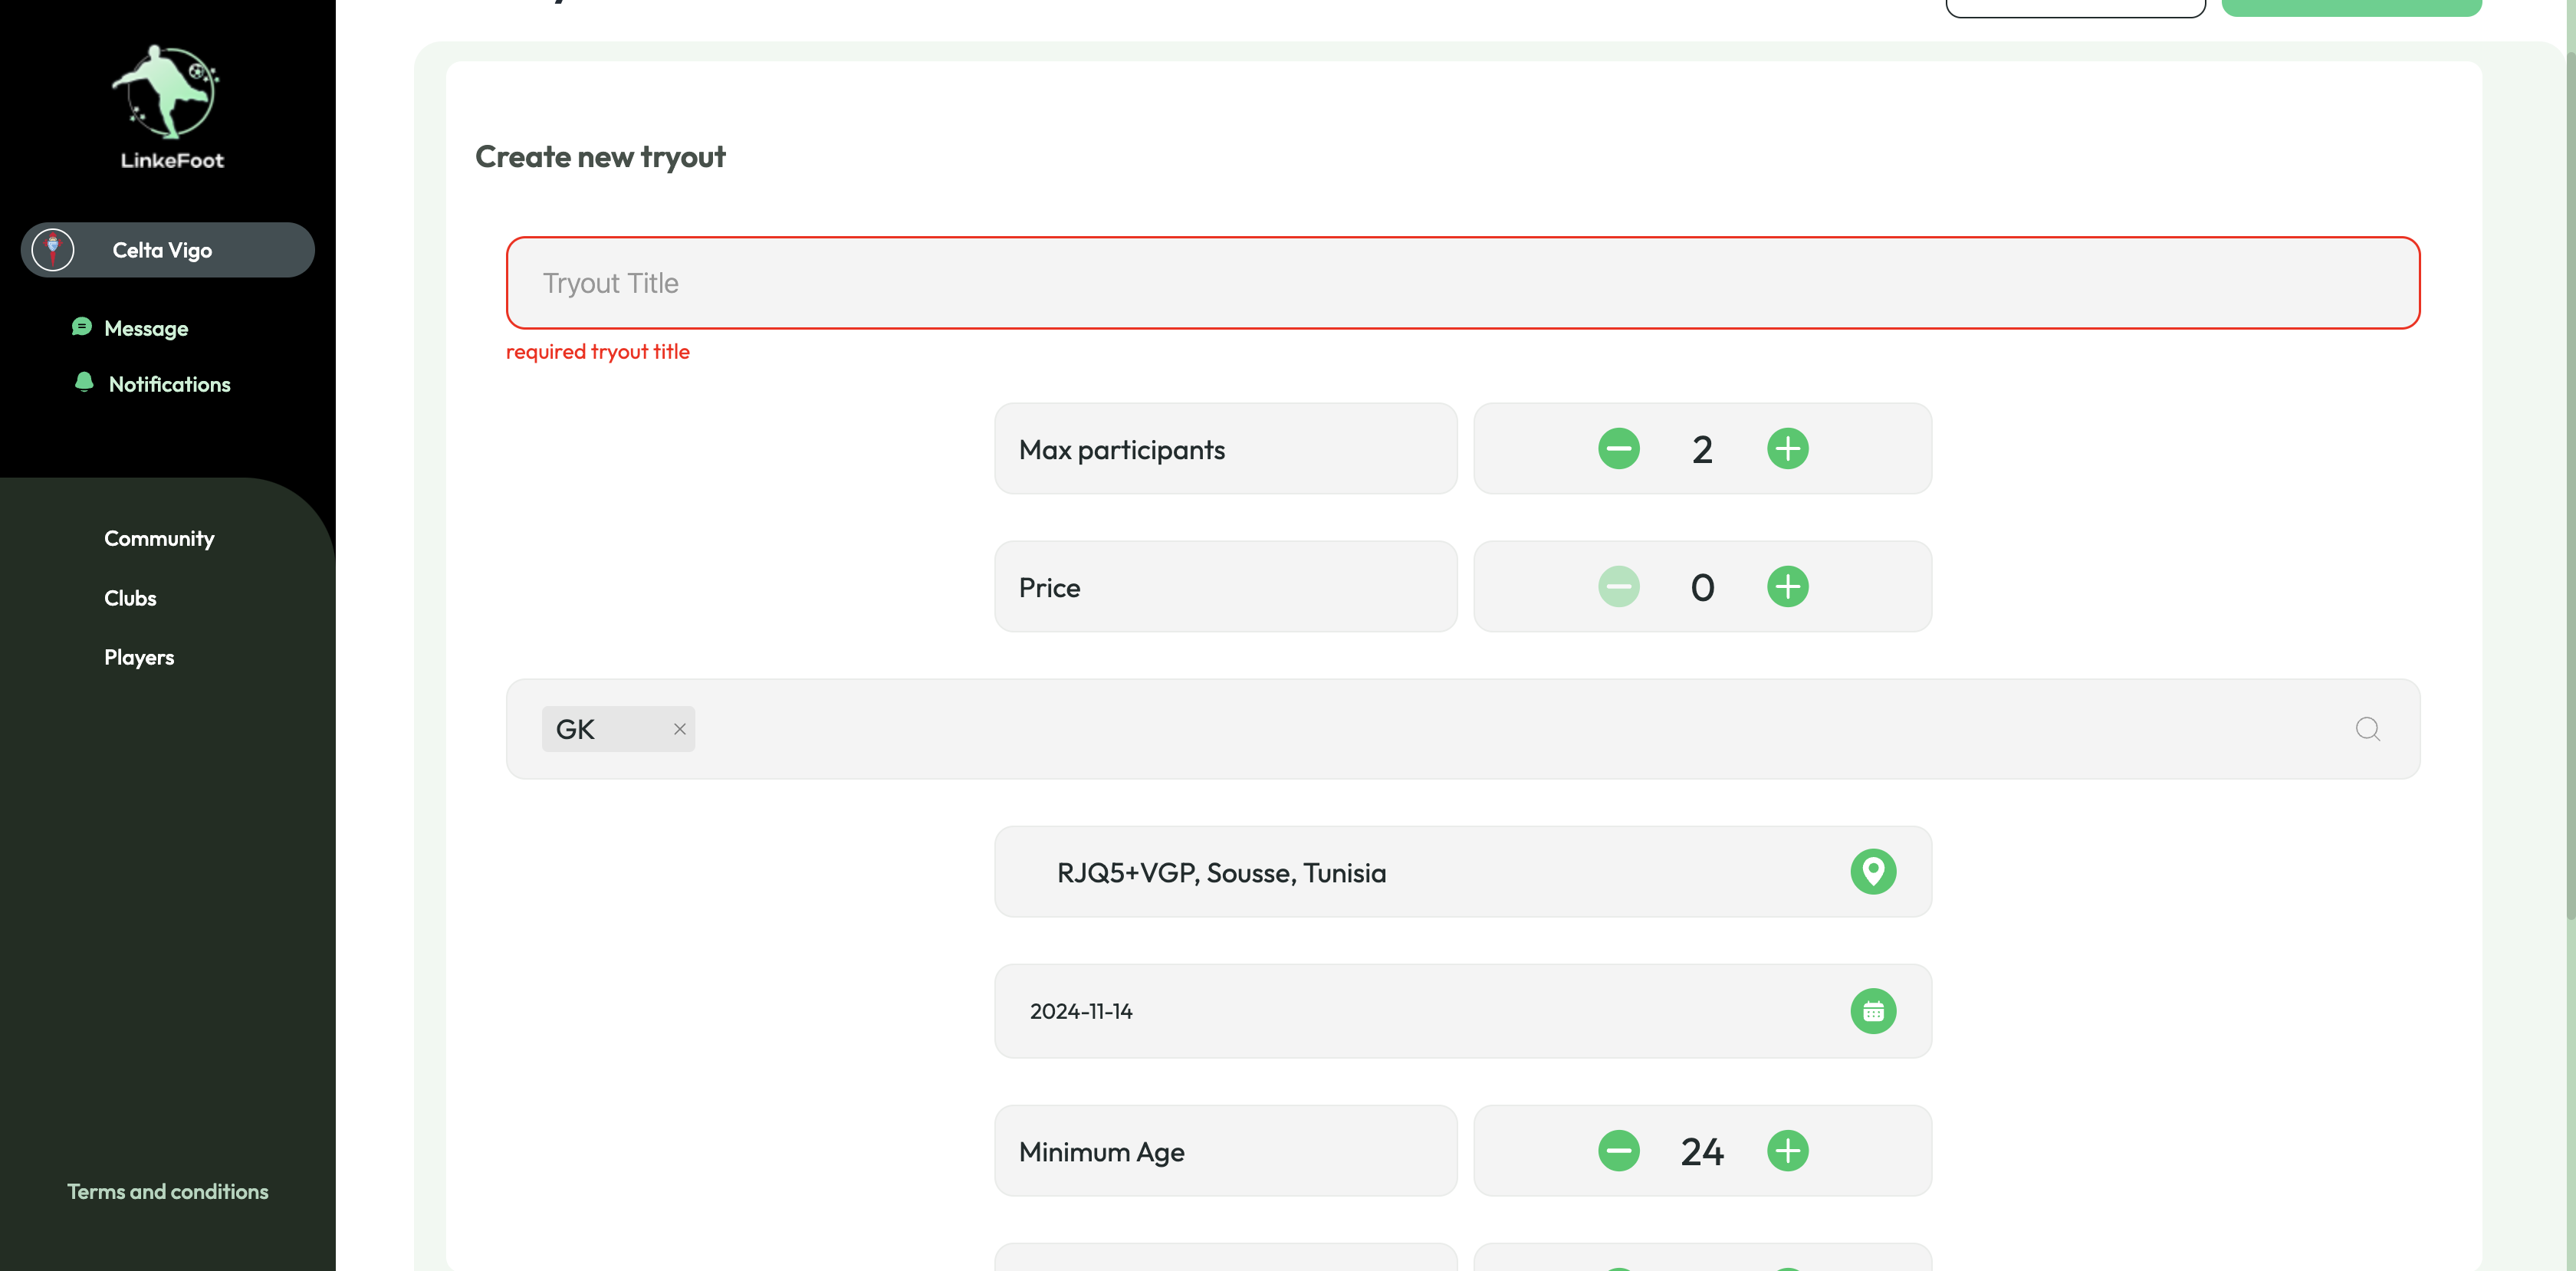 LinkeFoot
Celta Vigo
Message
Notifications
Community
Clubs
Players
Terms and conditions
Create new tryout
Tryout Title
required tryout title
Max participants
2
Price
0
GK
RJQ5+VGP, Sousse, Tunisia
2024-11-14
Minimum Age
24